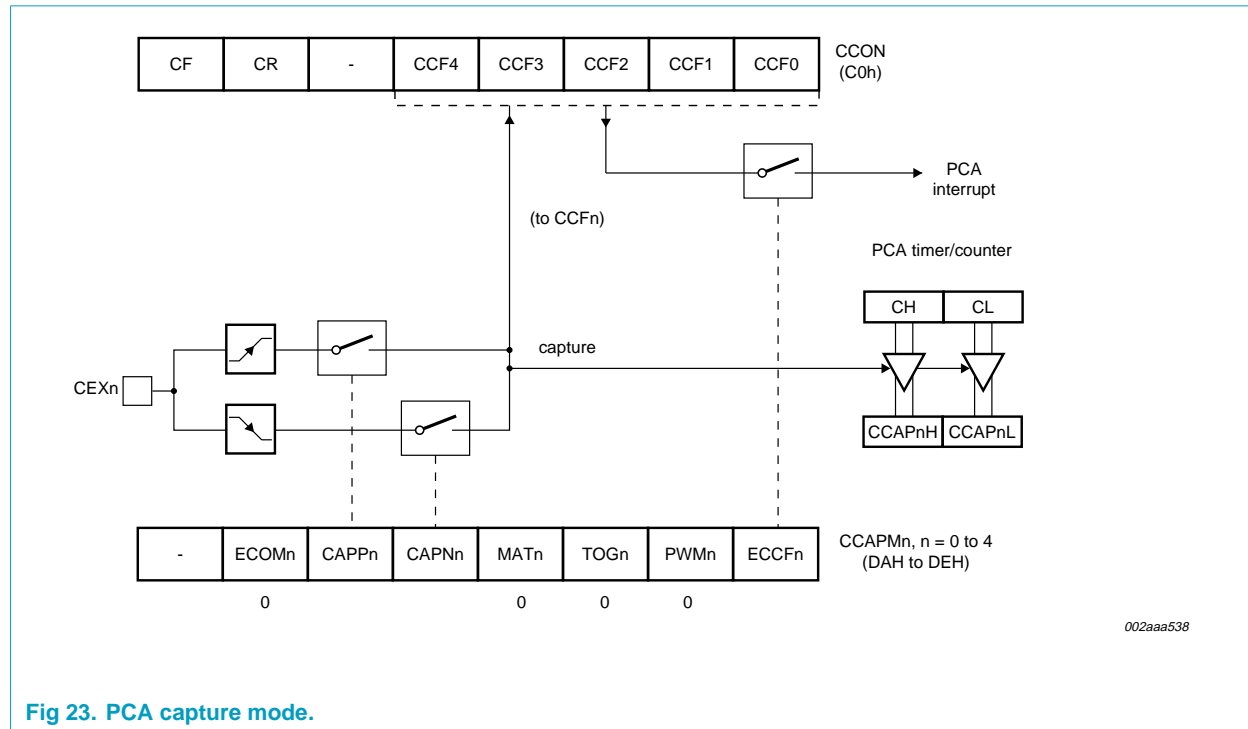 CF CR - CCF4 CCF3 CCF2 CCF1 CCF0
CCON
(C0h)
PCA
interrupt
(to CCFn)
PCA timer/counter
CH CL
capture
CEXn
CCAPnH CCAPnL
- ECOMn CAPPn CAPNn MATn TOGn PWMn ECCFn
CCAPMn, n = 0 to 4
(DAH to DEH)
0 0 0 0
002aaa538
Fig 23. PCA capture mode.